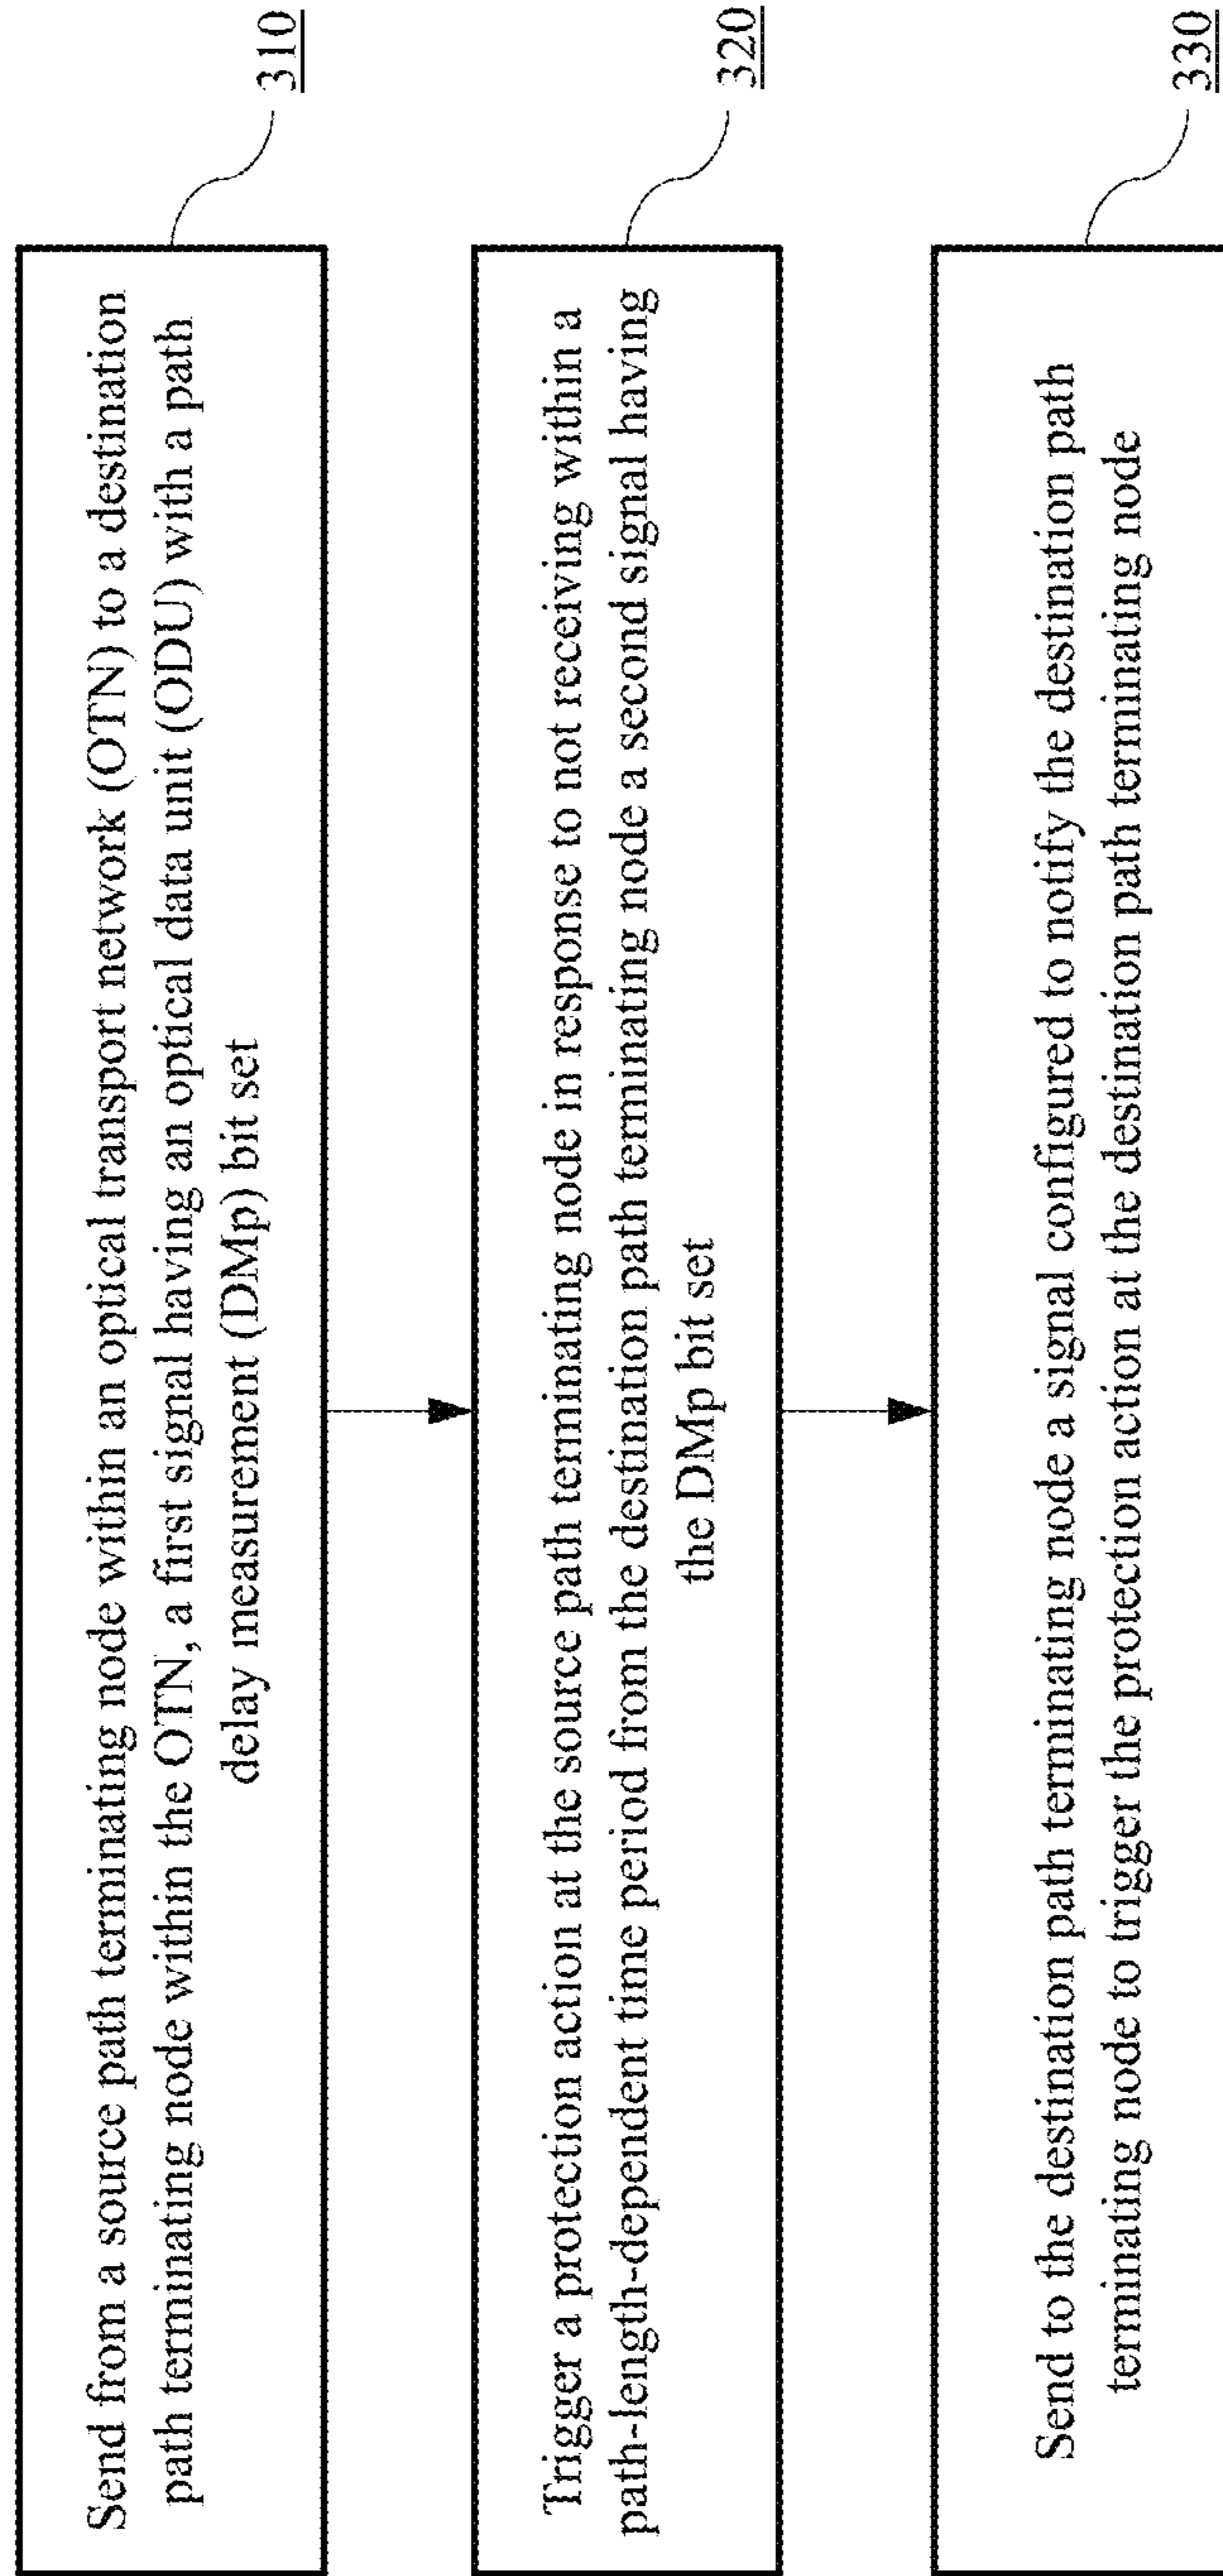 Send from a source path terminating node within an optical transport network (OTN) to a destination
path terminating node within the OTN, a first signal having an optical data unit (ODU) with a path
delay measurement (DMp) bit set
310
Trigger a protection action at the source path terminating node in response to not receiving within a
path-length-dependent time period from the destination path terminating node a second signal having
the DMp bit set
320
Send to the destination path terminating node a signal configured to notify the destination path
terminating node to trigger the protection action at the destination path terminating node
330